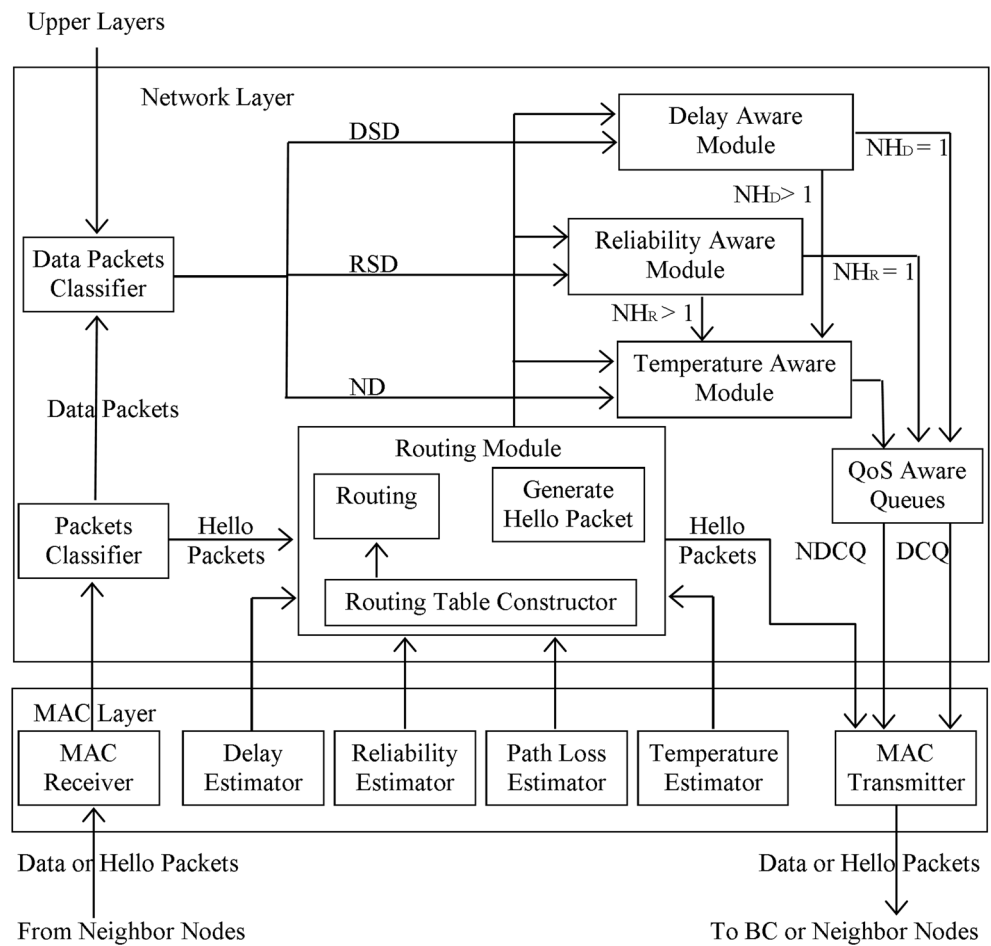 Upper Layers
Network Layer
DSD
Delay Aware
Module
NHD = 1
NHD > 1
Data Packets
Classifier
RSD
Reliability Aware
Module
NHR = 1
NHR > 1
Temperature Aware
Module
ND
Data Packets
Routing Module
Routing
Generate
Hello Packet
QoS Aware
Queues
Packets
Classifier
Hello
Packets
Hello
Packets
NDCQ
DCQ
Routing Table Constructor
MAC Layer
MAC
Receiver
Delay
Estimator
Reliability
Estimator
Path Loss
Estimator
Temperature
Estimator
MAC
Transmitter
Data or Hello Packets
Data or Hello Packets
From Neighbor Nodes
To BC or Neighbor Nodes